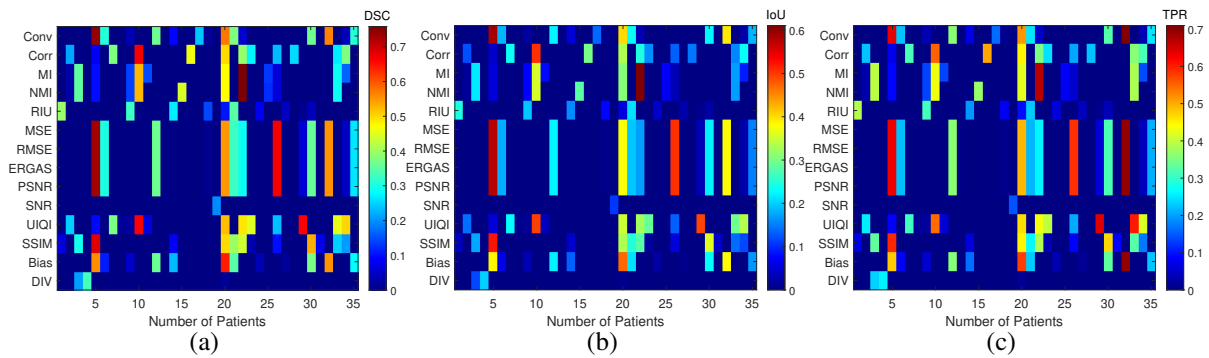 DSC
Conv
Corr
MI
NMI
RIU
MSE
RMSE
ERGAS
PSNR
SNR
UIQI
SSIM
Bias
DIV
5 10 15 20 25 30 35
Number of Patients
0.7
0.6
0.5
0.4
0.3
0.2
0.1
0
(a)
IoU
Conv
Corr
MI
NMI
RIU
MSE
RMSE
ERGAS
PSNR
SNR
UIQI
SSIM
Bias
DIV
5 10 15 20 25 30 35
Number of Patients
0.6
0.5
0.4
0.3
0.2
0.1
0
(b)
TPR
Conv
Corr
MI
NMI
RIU
MSE
RMSE
ERGAS
PSNR
SNR
UIQI
SSIM
Bias
DIV
5 10 15 20 25 30 35
Number of Patients
0.7
0.6
0.5
0.4
0.3
0.2
0.1
0
(c)